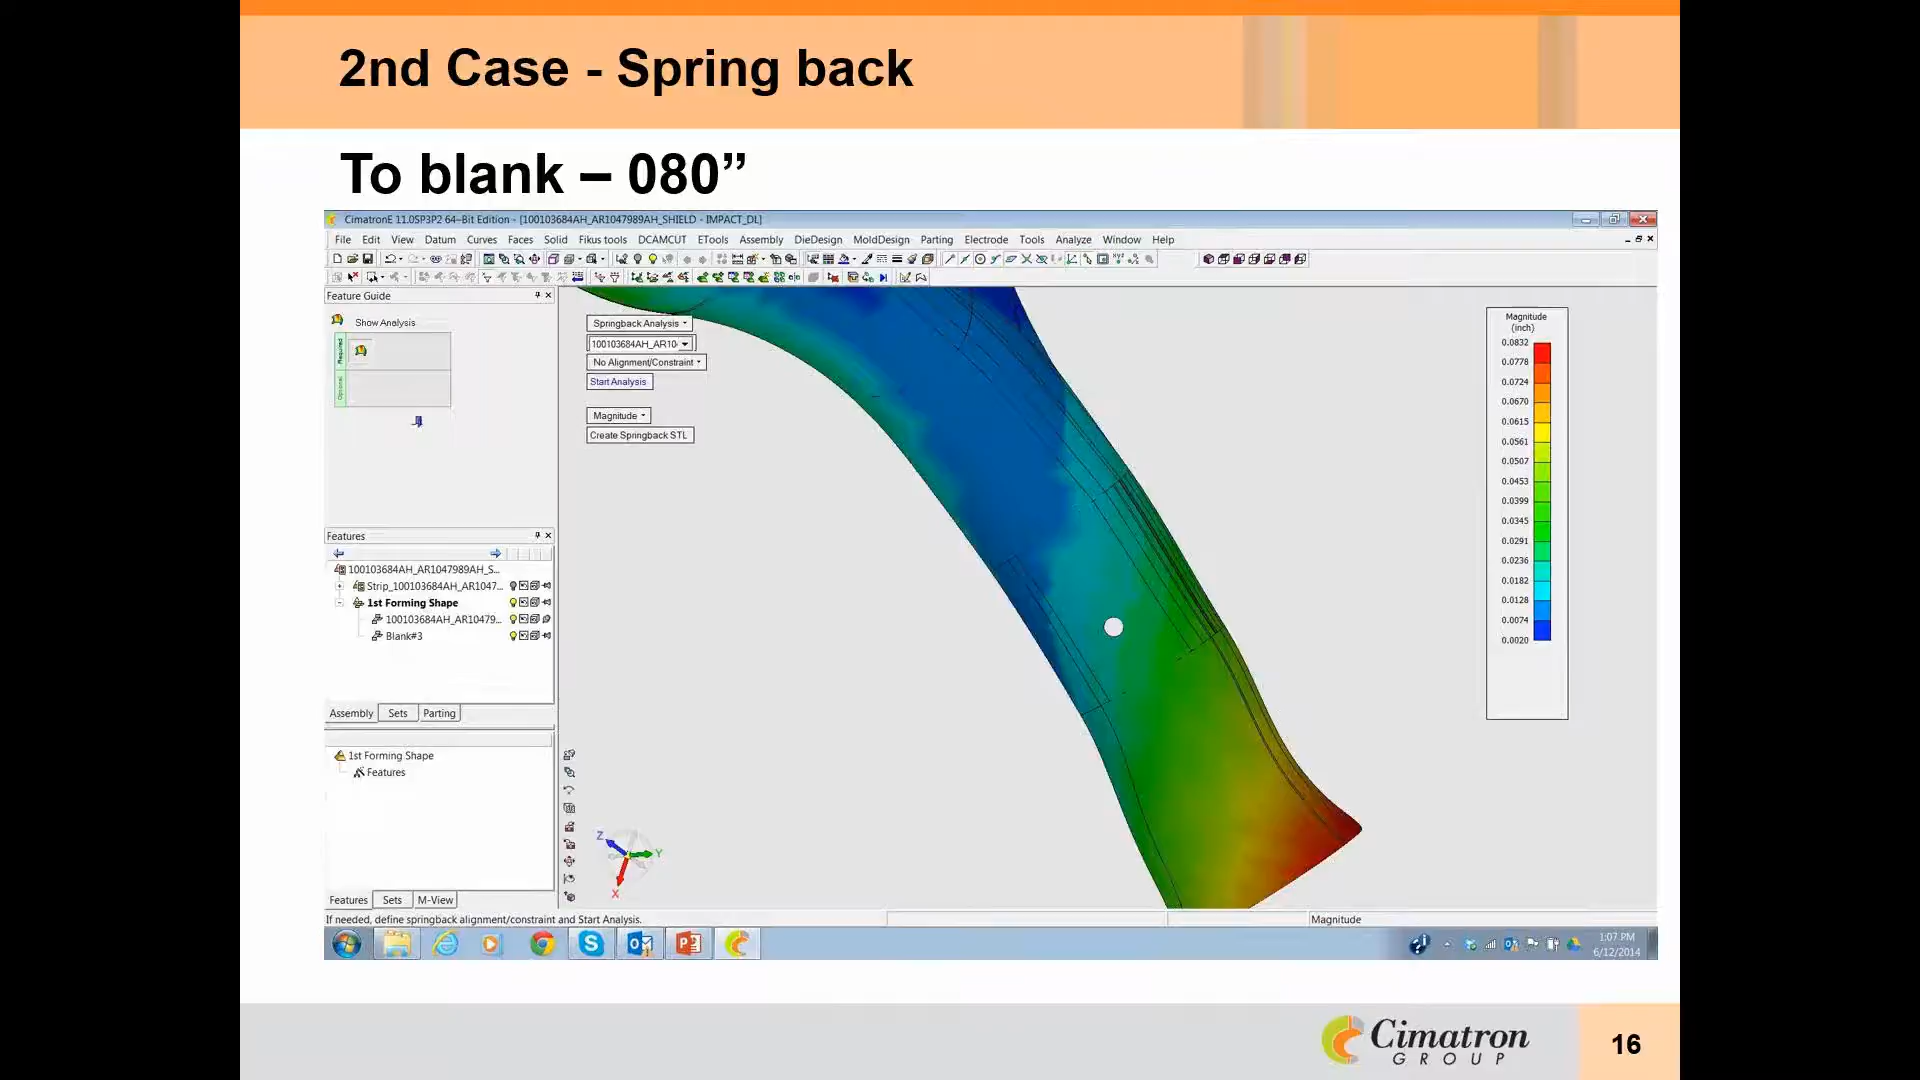 2nd Case - Spring back
To blank – 080”
CimatronE 11.0SP3P2 64-Bit Edition - [100103684AH_AR1047989AH_SHIELD - IMPACT_DL]
File Edit View Datum Curves Faces Solid Fikus tools DCAMCUT ETools Assembly DieDesign MoldDesign Parting Electrode Tools Analyze Window Help
Feature Guide
Show Analysis
Required
Optional
Springback Analysis
100103684AH_AR10
No Alignment/Constraint
Start Analysis
Magnitude
Create Springback STL
Magnitude
(inch)
0.0832
0.0778
0.0724
0.0670
0.0615
0.0561
0.0507
0.0453
0.0399
0.0345
0.0291
0.0236
0.0182
0.0128
0.0074
0.0020
Features
100103684AH_AR1047989AH_S...
Strip_100103684AH_AR1047...
1st Forming Shape
100103684AH_AR10479...
Blank#3
Assembly Sets Parting
1st Forming Shape
Features
Z
Y
X
Features Sets M-View
If needed, define springback alignment/constraint and Start Analysis.
Magnitude
1:07 PM
6/12/2014
Cimatron
GROUP
16